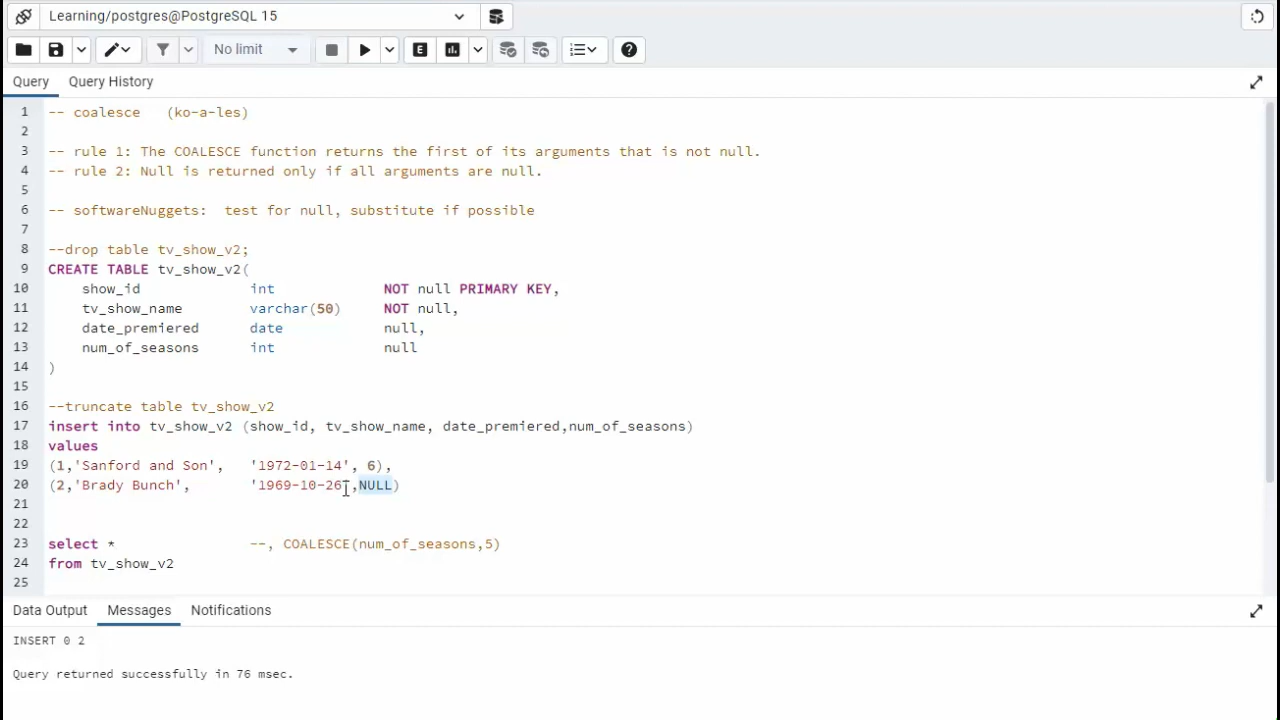 Learning/postgres@PostgreSQL 15
No limit
E
Query Query History
1 -- coalesce (ko-a-les)
2
3 -- rule 1: The COALESCE function returns the first of its arguments that is not null.
4 -- rule 2: Null is returned only if all arguments are null.
5
6 -- softwareNuggets: test for null, substitute if possible
7
8 --drop table tv_show_v2;
9 CREATE TABLE tv_show_v2(
10 show_id int NOT null PRIMARY KEY,
11 tv_show_name varchar(50) NOT null,
12 date_premiered date null,
13 num_of_seasons int null
14 )
15
16 --truncate table tv_show_v2
17 insert into tv_show_v2 (show_id, tv_show_name, date_premiered,num_of_seasons)
18 values
19 (1,'Sanford and Son', '1972-01-14', 6),
20 (2,'Brady Bunch', '1969-10-26',NULL)
21
22
23 select * --, COALESCE(num_of_seasons,5)
24 from tv_show_v2
25
Data Output Messages Notifications
INSERT 0 2
Query returned successfully in 76 msec.